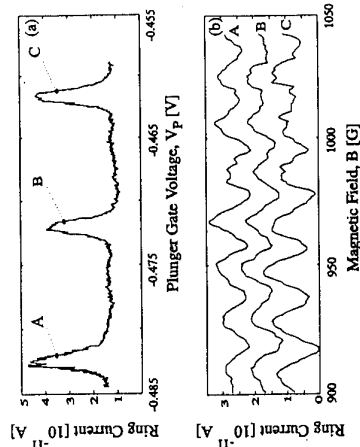 (a)
A
B
C
5
4
3
2
1
Ring Current [10⁻¹¹ A]
-0.485
-0.475
-0.465
-0.455
Plunger Gate Voltage, V_P [V]
(b)
A
B
C
3
2
1
Ring Current [10⁻¹¹ A]
900
950
1000
1050
Magnetic Field, B [G]